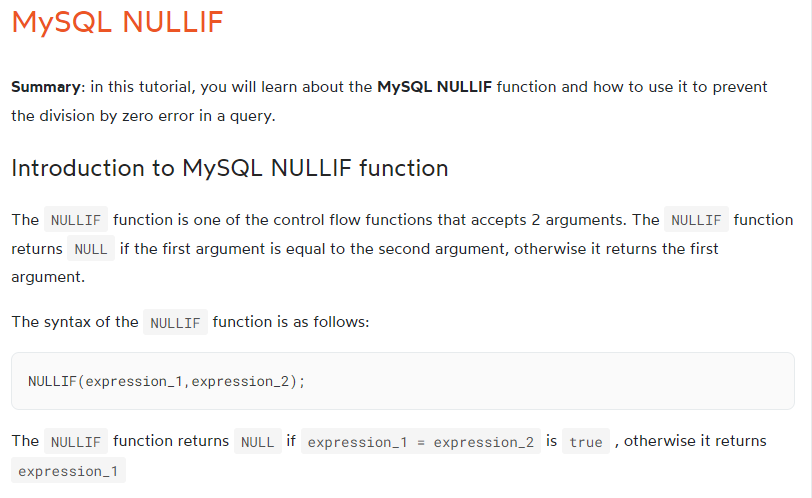 MySQL NULLIF
Summary: in this tutorial, you will learn about the MySQL NULLIF function and how to use it to prevent
the division by zero error in a query.
Introduction to MySQL NULLIF function
The NULLIF function is one of the control flow functions that accepts 2 arguments. The NULLIF function
returns NULL if the first argument is equal to the second argument, otherwise it returns the first
argument.
The syntax of the NULLIF function is as follows:
NULLIF(expression_1,expression_2);
The NULLIF function returns NULL if expression_1 = expression_2 is true , otherwise it returns
expression_1